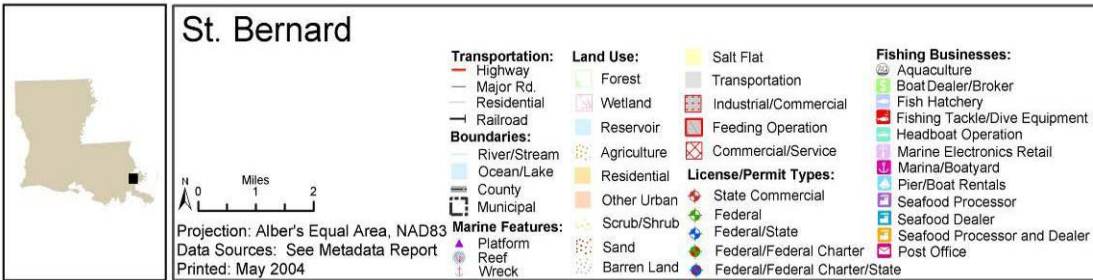 St. Bernard
N
Miles
0 1 2
Projection: Alber's Equal Area, NAD83
Data Sources: See Metadata Report
Printed: May 2004
Transportation:
Highway
Major Rd.
Residential
Railroad
Boundaries:
River/Stream
Ocean/Lake
County
Municipal
Marine Features:
Platform
Reef
Wreck
Land Use:
Forest
Wetland
Reservoir
Agriculture
Residential
Other Urban
Scrub/Shrub
Sand
Barren Land
Salt Flat
Transportation
Industrial/Commercial
Feeding Operation
Commercial/Service
License/Permit Types:
State Commercial
Federal
Federal/State
Federal/Federal Charter
Federal/Federal Charter/State
Fishing Businesses:
Aquaculture
Boat Dealer/Broker
Fish Hatchery
Fishing Tackle/Dive Equipment
Headboat Operation
Marine Electronics Retail
Marina/Boatyard
Pier/Boat Rentals
Seafood Processor
Seafood Dealer
Seafood Processor and Dealer
Post Office